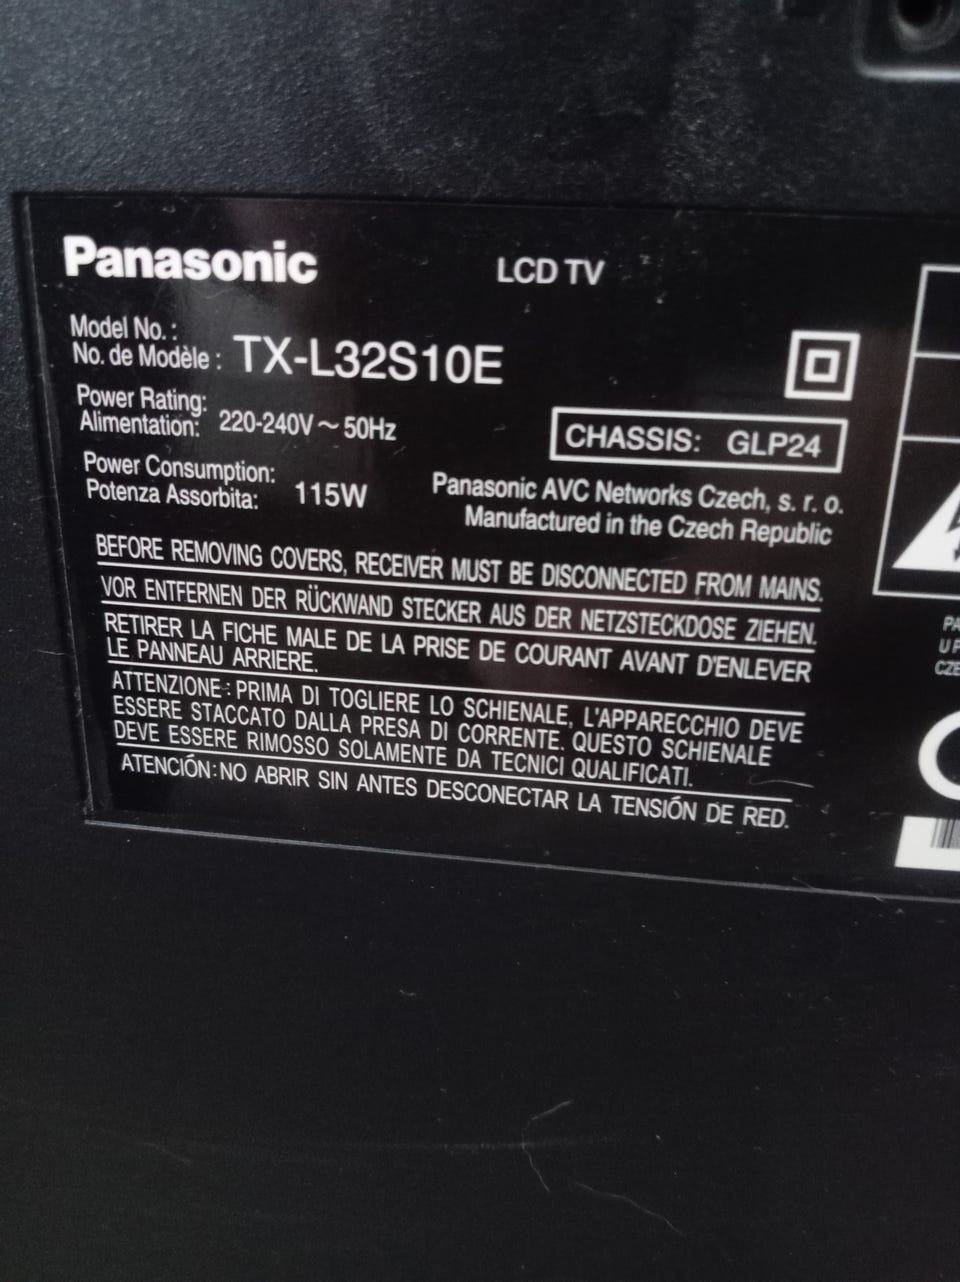 Panasonic
LCD TV
Model No. :
No. de Modèle : TX-L32S10E
Power Rating:
Alimentation: 220-240V ~ 50Hz
CHASSIS: GLP24
Power Consumption:
Potenza Assorbita: 115W
Panasonic AVC Networks Czech, s. r. o.
Manufactured in the Czech Republic
BEFORE REMOVING COVERS, RECEIVER MUST BE DISCONNECTED FROM MAINS.
VOR ENTFERNEN DER RÜCKWAND STECKER AUS DER NETZSTECKDOSE ZIEHEN.
RETIRER LA FICHE MALE DE LA PRISE DE COURANT AVANT D'ENLEVER
LE PANNEAU ARRIERE.
ATTENZIONE: PRIMA DI TOGLIERE LO SCHIENALE, L'APPARECCHIO DEVE
ESSERE STACCATO DALLA PRESA DI CORRENTE. QUESTO SCHIENALE
DEVE ESSERE RIMOSSO SOLAMENTE DA TECNICI QUALIFICATI.
ATENCIÓN: NO ABRIR SIN ANTES DESCONECTAR LA TENSIÓN DE RED.